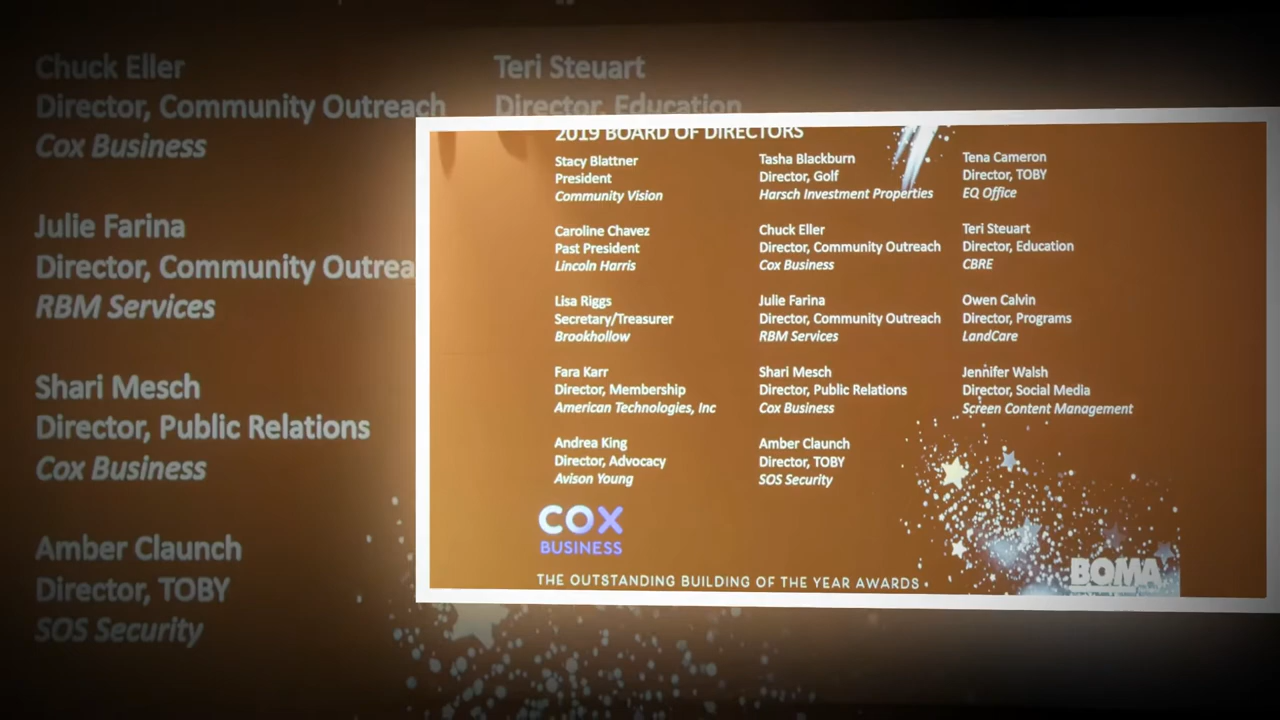 Chuck Eller
Director, Community Outreach
Cox Business
Julie Farina
Director, Community Outrea
RBM Services
Shari Mesch
Director, Public Relations
Cox Business
Amber Claunch
Director, TOBY
SOS Security
Teri Steuart
Director, Education
2019 BOARD OF DIRECTORS
Stacy Blattner
President
Community Vision
Caroline Chavez
Past President
Lincoln Harris
Lisa Riggs
Secretary/Treasurer
Brookhollow
Fara Karr
Director, Membership
American Technologies, Inc
Andrea King
Director, Advocacy
Avison Young
Tasha Blackburn
Director, Golf
Harsch Investment Properties
Chuck Eller
Director, Community Outreach
Cox Business
Julie Farina
Director, Community Outreach
RBM Services
Shari Mesch
Director, Public Relations
Cox Business
Amber Claunch
Director, TOBY
SOS Security
Tena Cameron
Director, TOBY
EQ Office
Teri Steuart
Director, Education
CBRE
Owen Calvin
Director, Programs
LandCare
Jennifer Walsh
Director, Social Media
Screen Content Management
COX
BUSINESS
THE OUTSTANDING BUILDING OF THE YEAR AWARDS
BOMA